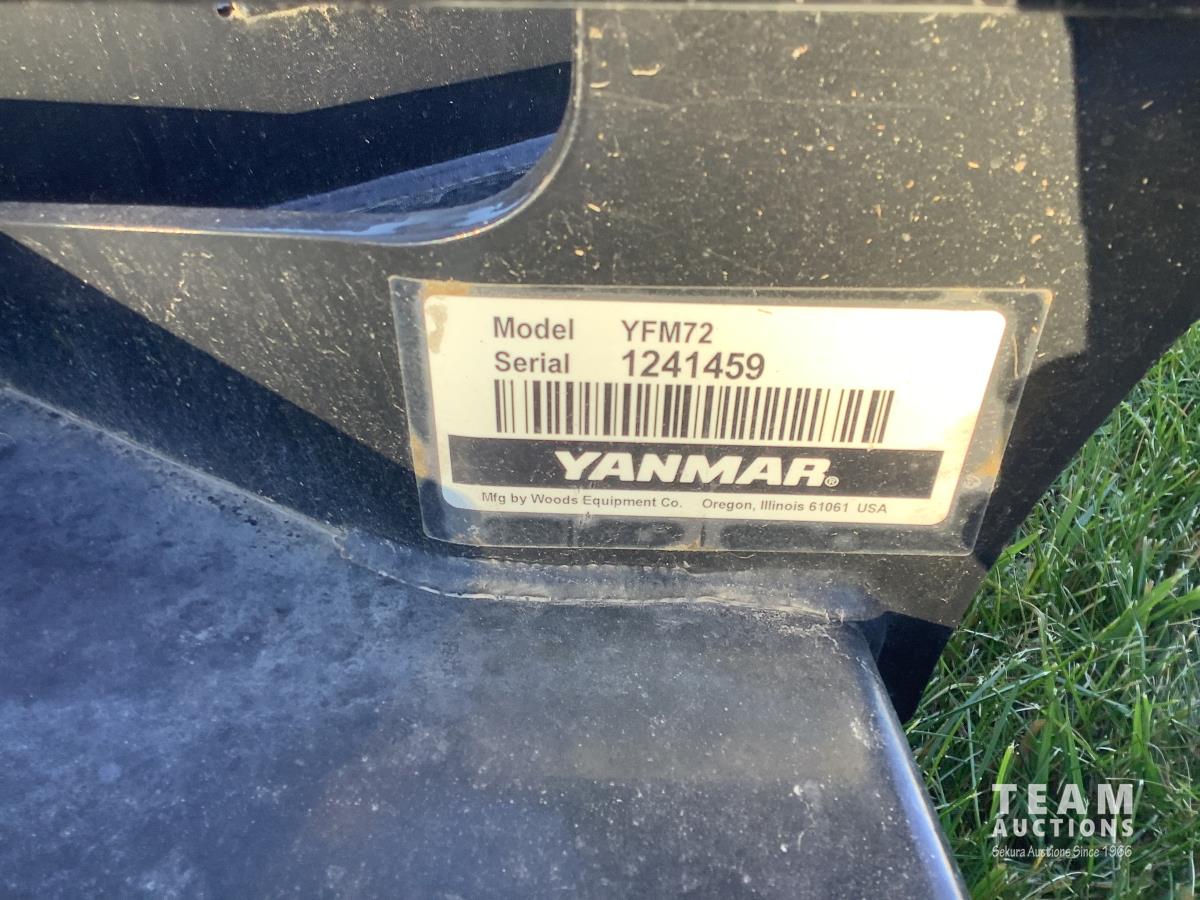 Model YFM72
Serial 1241459
YANMAR®
Mfg by Woods Equipment Co. Oregon, Illinois 61061 USA
TEAM
AUCTIONS
Sekura Auctions Since 1966